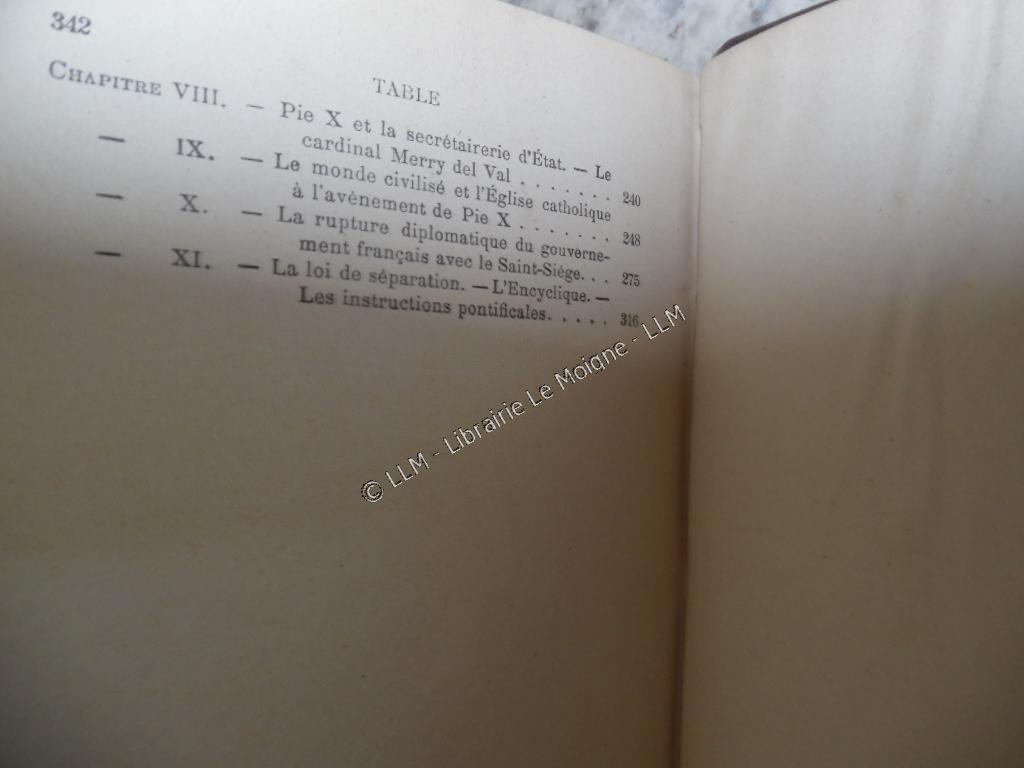 342
TABLE
CHAPITRE VIII. — Pie X et la secrétairerie d'État. — Le
cardinal Merry del Val . . . . . . . 240
— IX. — Le monde civilisé et l'Église catholique
à l'avénement de Pie X . . . . . . . 248
— X. — La rupture diplomatique du gouverne-
ment français avec le Saint-Siége. . . 275
— XI. — La loi de séparation. — L'Encyclique. —
Les instructions pontificales. . . . . 316
© LLM - Librairie Le Moigne - LLM